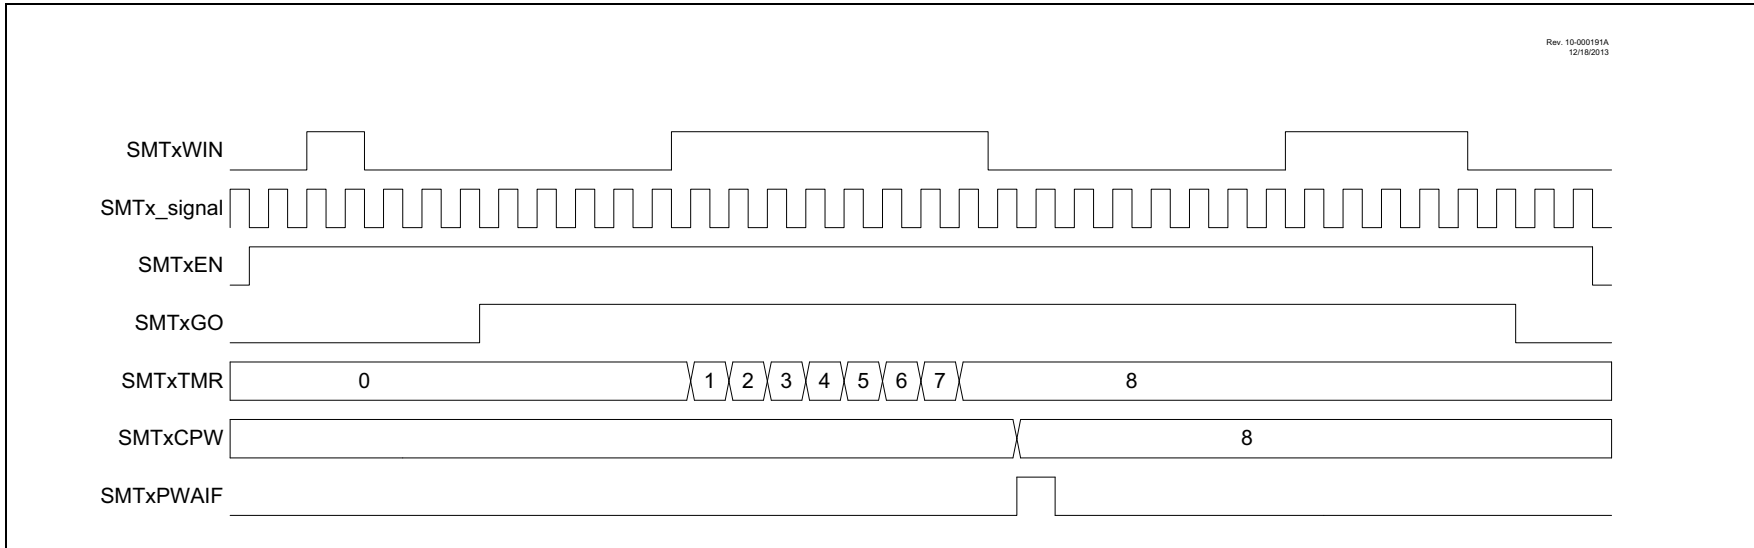 Rev. 10-000191A
12/18/2013
SMTxWIN
SMTx_signal
SMTxEN
SMTxGO
SMTxTMR 0 1 2 3 4 5 6 7 8
SMTxCPW 8
SMTxPWAIF